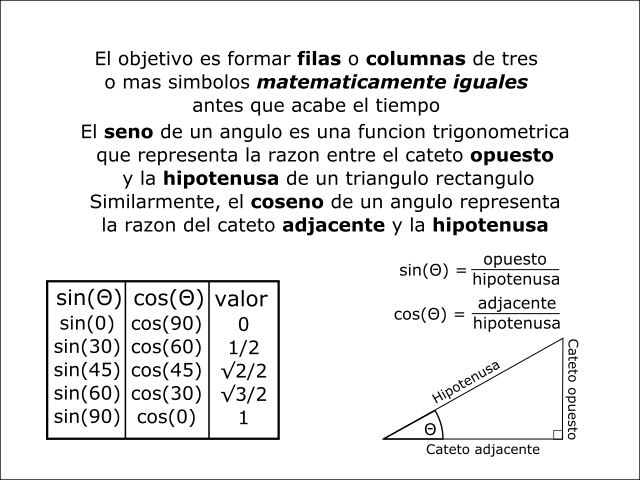 El objetivo es formar filas o columnas de tres
o mas simbolos matematicamente iguales
antes que acabe el tiempo
El seno de un angulo es una funcion trigonometrica
que representa la razon entre el cateto opuesto
y la hipotenusa de un triangulo rectangulo
Similarmente, el coseno de un angulo representa
la razon del cateto adjacente y la hipotenusa
sin(Θ) = opuesto
hipotenusa
cos(Θ) = adjacente
hipotenusa
sin(Θ) cos(Θ) valor
sin(0) cos(90) 0
sin(30) cos(60) 1/2
sin(45) cos(45) √2/2
sin(60) cos(30) √3/2
sin(90) cos(0) 1
Hipotenusa
Cateto opuesto
Θ
Cateto adjacente